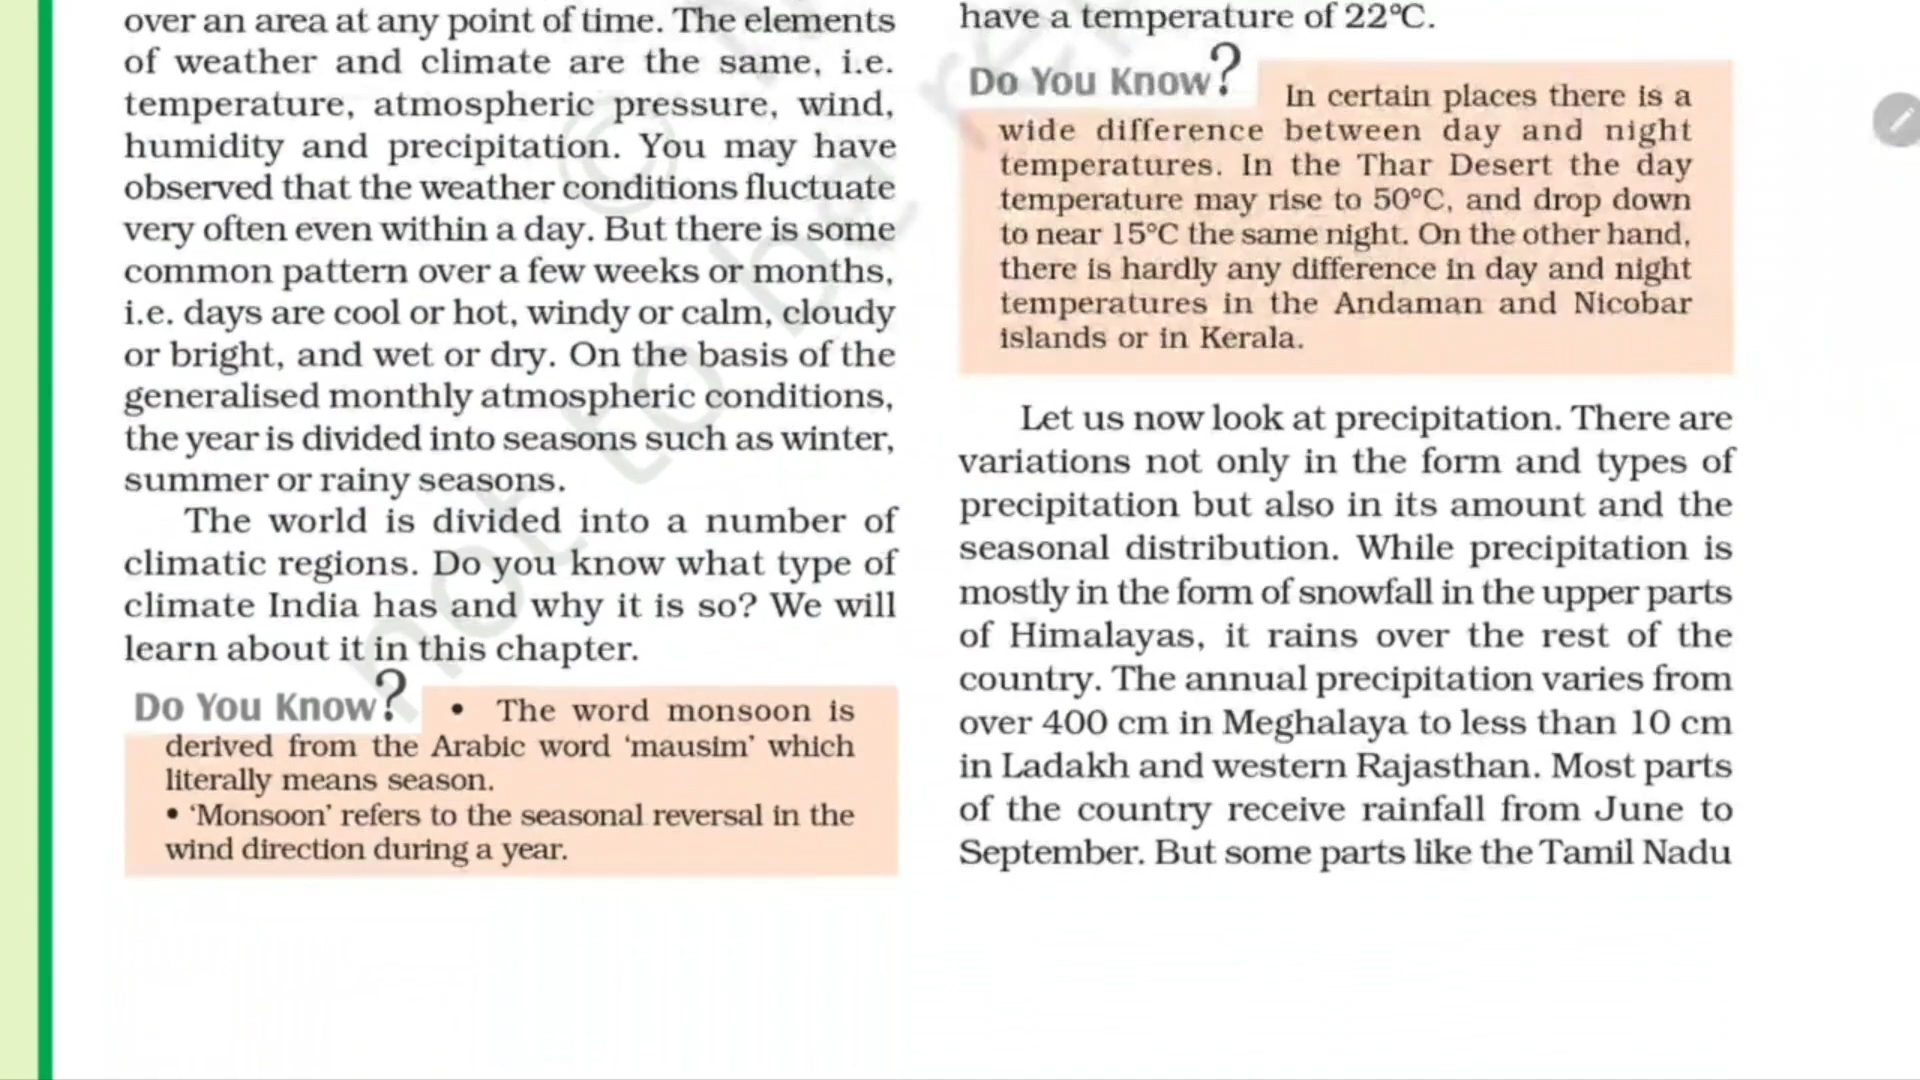 over an area at any point of time. The elements
of weather and climate are the same, i.e.
temperature, atmospheric pressure, wind,
humidity and precipitation. You may have
observed that the weather conditions fluctuate
very often even within a day. But there is some
common pattern over a few weeks or months,
i.e. days are cool or hot, windy or calm, cloudy
or bright, and wet or dry. On the basis of the
generalised monthly atmospheric conditions,
the year is divided into seasons such as winter,
summer or rainy seasons.
The world is divided into a number of
climatic regions. Do you know what type of
climate India has and why it is so? We will
learn about it in this chapter.
Do You Know?
• The word monsoon is
derived from the Arabic word ‘mausim’ which
literally means season.
• ‘Monsoon’ refers to the seasonal reversal in the
wind direction during a year.
have a temperature of 22°C.
Do You Know?
In certain places there is a
wide difference between day and night
temperatures. In the Thar Desert the day
temperature may rise to 50°C, and drop down
to near 15°C the same night. On the other hand,
there is hardly any difference in day and night
temperatures in the Andaman and Nicobar
islands or in Kerala.
Let us now look at precipitation. There are
variations not only in the form and types of
precipitation but also in its amount and the
seasonal distribution. While precipitation is
mostly in the form of snowfall in the upper parts
of Himalayas, it rains over the rest of the
country. The annual precipitation varies from
over 400 cm in Meghalaya to less than 10 cm
in Ladakh and western Rajasthan. Most parts
of the country receive rainfall from June to
September. But some parts like the Tamil Nadu
©
not to be re